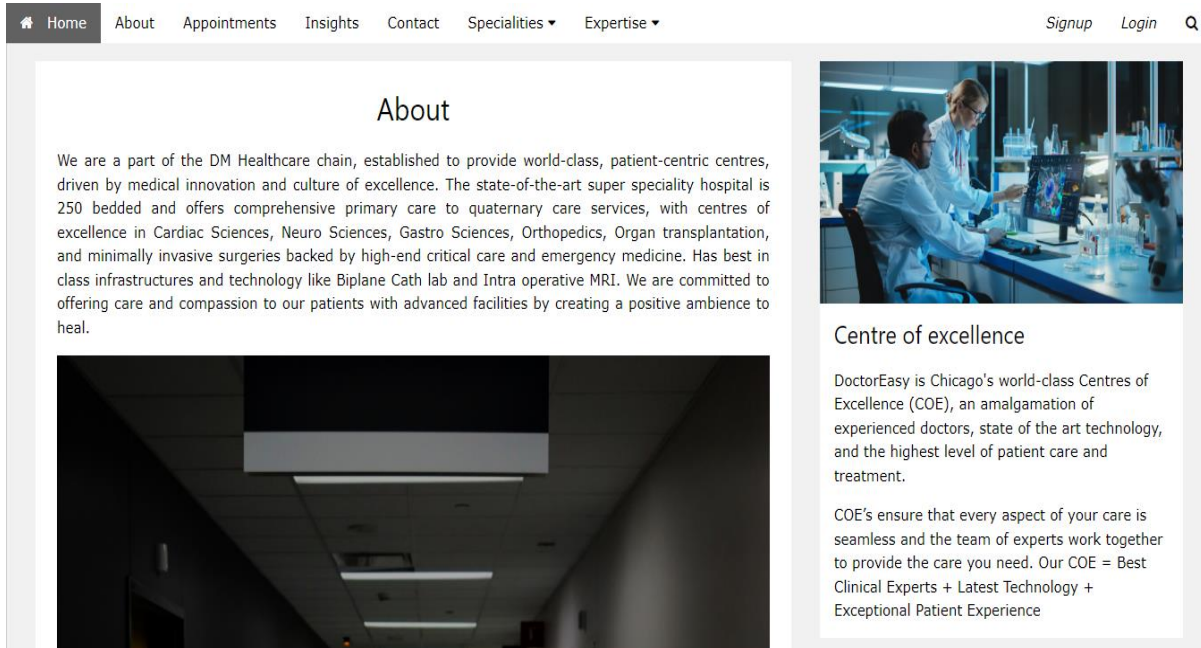 Home About Appointments Insights Contact Specialities Expertise Signup Login
About
We are a part of the DM Healthcare chain, established to provide world-class, patient-centric centres,
driven by medical innovation and culture of excellence. The state-of-the-art super speciality hospital is
250 bedded and offers comprehensive primary care to quaternary care services, with centres of
excellence in Cardiac Sciences, Neuro Sciences, Gastro Sciences, Orthopedics, Organ transplantation,
and minimally invasive surgeries backed by high-end critical care and emergency medicine. Has best in
class infrastructures and technology like Biplane Cath lab and Intra operative MRI. We are committed to
offering care and compassion to our patients with advanced facilities by creating a positive ambience to
heal.
Centre of excellence
DoctorEasy is Chicago's world-class Centres of
Excellence (COE), an amalgamation of
experienced doctors, state of the art technology,
and the highest level of patient care and
treatment.
COE’s ensure that every aspect of your care is
seamless and the team of experts work together
to provide the care you need. Our COE = Best
Clinical Experts + Latest Technology +
Exceptional Patient Experience